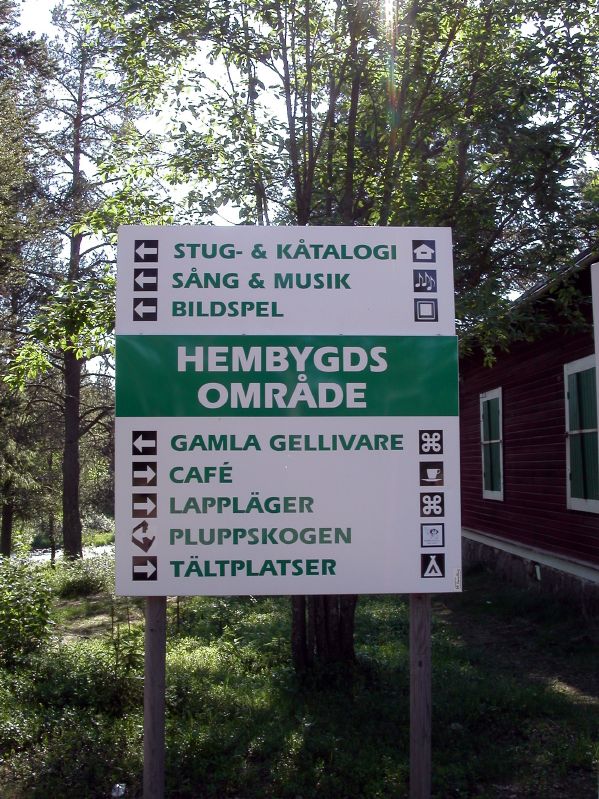 STUG- & KÅTALOGI
SÅNG & MUSIK
BILDSPEL
HEMBYGDS
OMRÅDE
GAMLA GELLIVARE
CAFÉ
LAPPLÄGER
PLUPPSKOGEN
TÄLTPLATSER